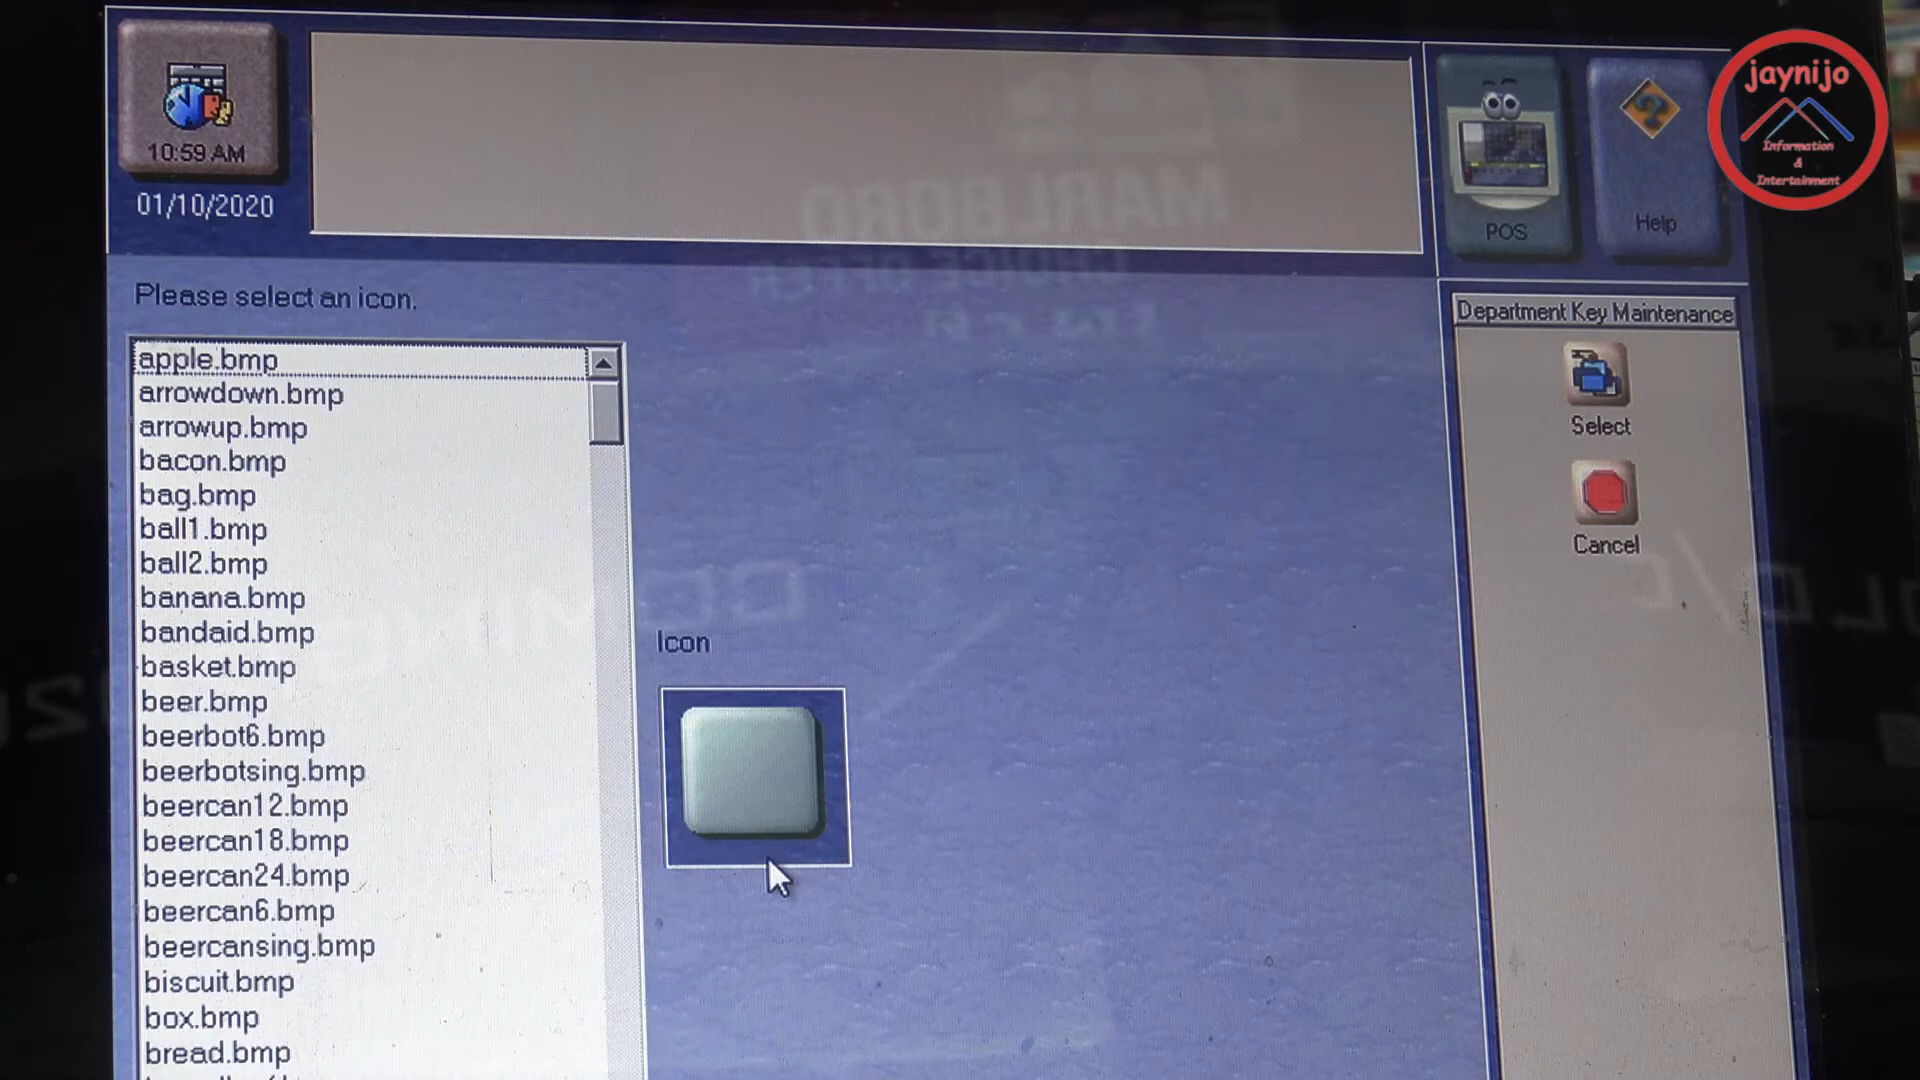 10:59 AM
01/10/2020
POS
Help
jaynijo
Information
&
Intertainment
Please select an icon.
apple.bmp
arrowdown.bmp
arrowup.bmp
bacon.bmp
bag.bmp
ball1.bmp
ball2.bmp
banana.bmp
bandaid.bmp
basket.bmp
beer.bmp
beerbot6.bmp
beerbotsing.bmp
beercan12.bmp
beercan18.bmp
beercan24.bmp
beercan6.bmp
beercansing.bmp
biscuit.bmp
box.bmp
bread.bmp
Icon
Department Key Maintenance
Select
Cancel
MARLBORO